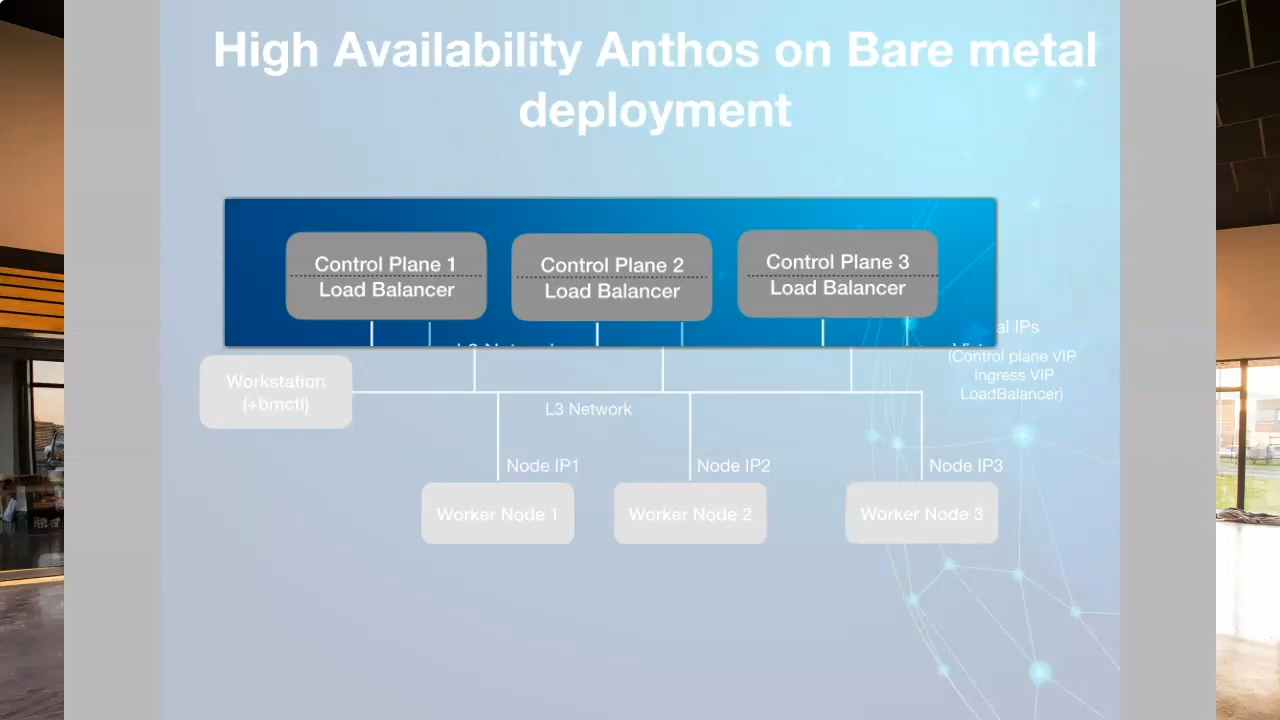 High Availability Anthos on Bare metal
deployment
Control Plane 1
Load Balancer
Control Plane 2
Load Balancer
Control Plane 3
Load Balancer
al IPs
(Control plane VIP
Ingress VIP
LoadBalancer)
Workstation
(+bmctl)
L3 Network
Node IP1
Node IP2
Node IP3
Worker Node 1
Worker Node 2
Worker Node 3